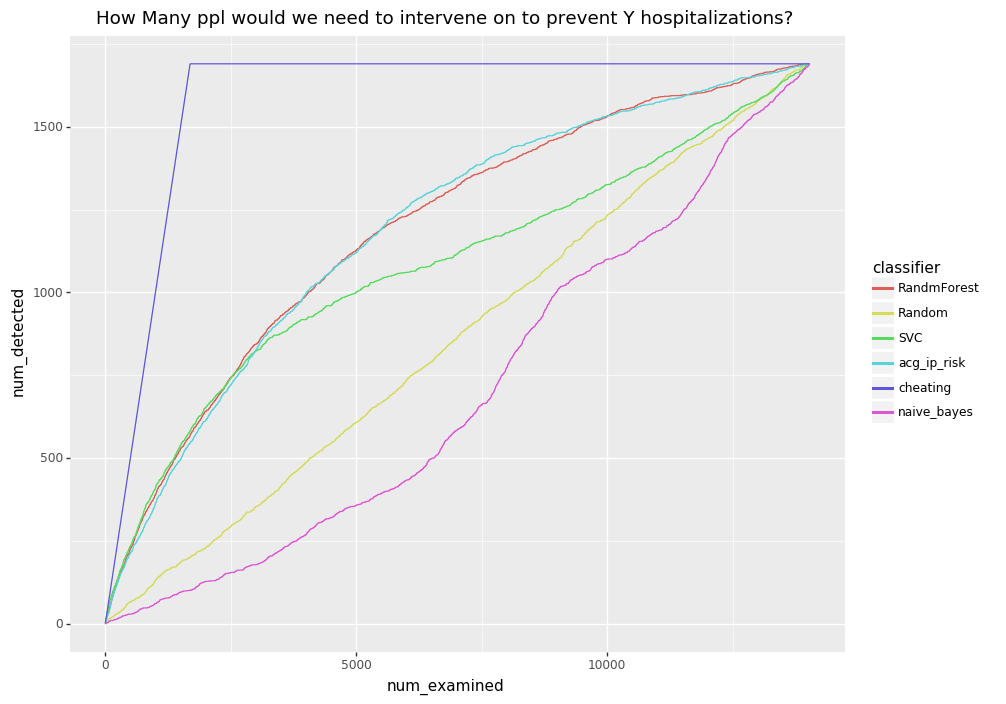 How Many ppl would we need to intervene on to prevent Y hospitalizations?
num_detected
1500
1000
500
0
0
5000
10000
num_examined
classifier
RandmForest
Random
SVC
acg_ip_risk
cheating
naive_bayes